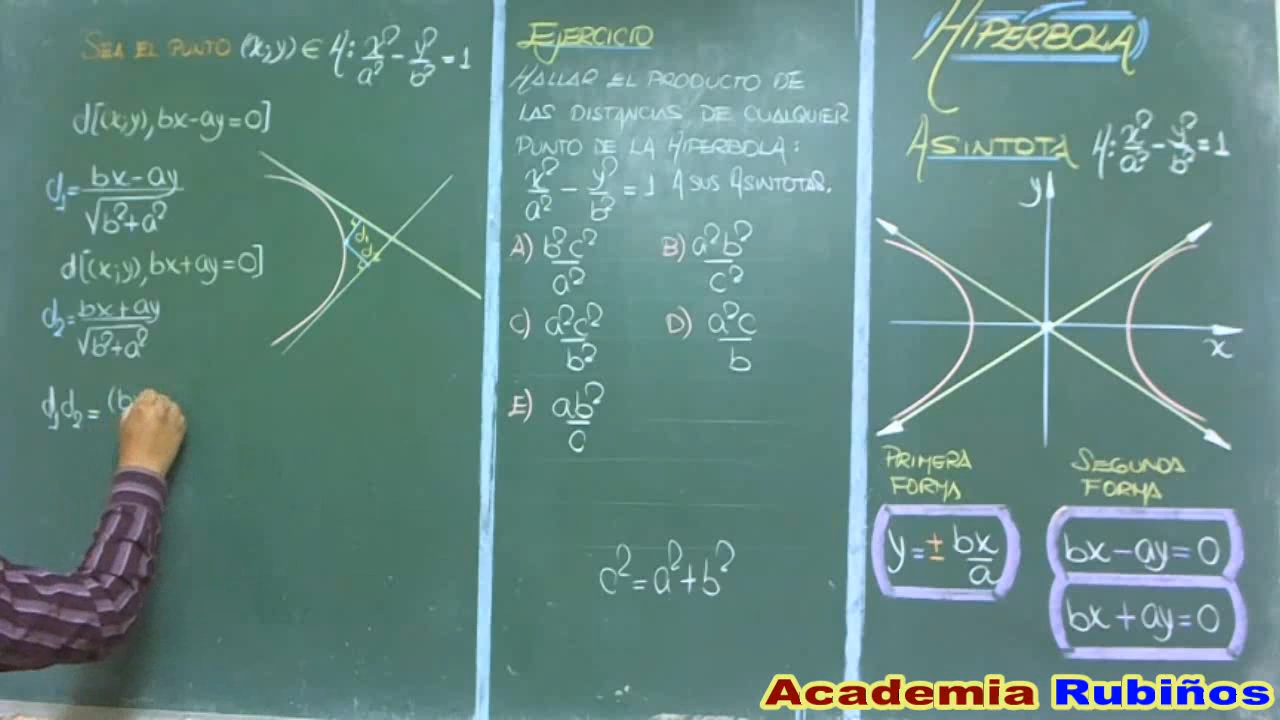 SEA EL PUNTO (x;y) ∈ H: x²/a² - y²/b² = 1
d[(x;y), bx-ay=0]
d₁ = bx-ay / √b²+a²
d[(x;y), bx+ay=0]
d₂ = bx+ay / √b²+a²
d₁d₂ = (b
d₁
d₂
EJERCICIO
HALLAR EL PRODUCTO DE
LAS DISTANCIAS DE CUALQUIER
PUNTO DE LA HIPERBOLA:
x²/a² - y²/b² = 1 A SUS ASINTOTAS.
A) b²c²/a² B) a²b²/c²
C) a²c²/b² D) a²c/b
E) ab²/c
c² = a²+b²
HIPÉRBOLA
ASINTOTA H: x²/a² - y²/b² = 1
y
x
PRIMERA
FORMA
y = ± bx/a
SEGUNDA
FORMA
bx-ay=0
bx+ay=0
Academia Rubiños